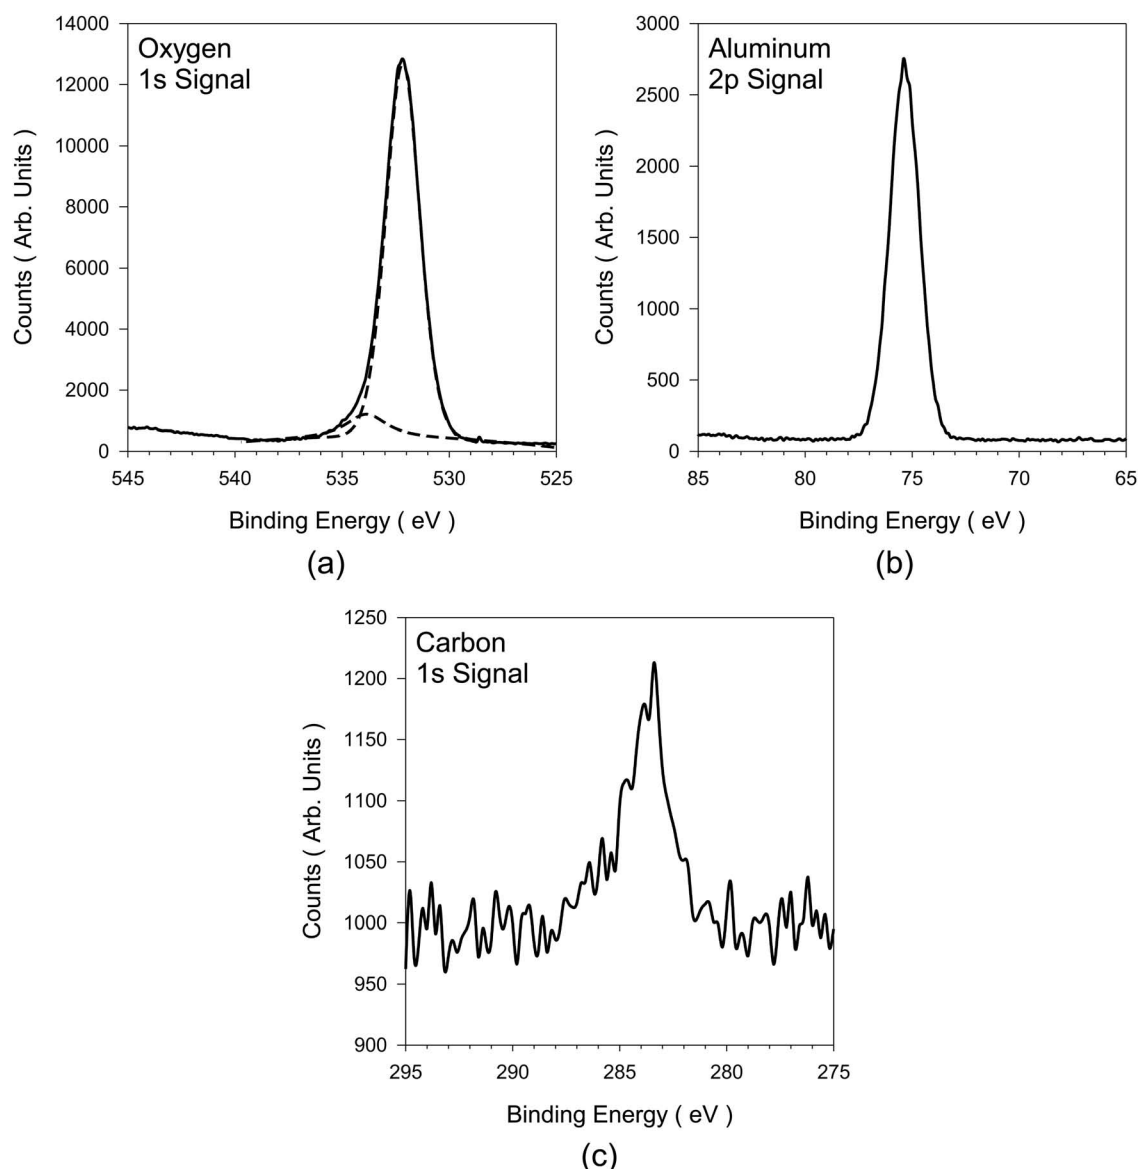 Oxygen
1s Signal
14000
12000
10000
8000
6000
4000
2000
0
Counts ( Arb. Units )
545
540
535
530
525
Binding Energy ( eV )
(a)
Aluminum
2p Signal
3000
2500
2000
1500
1000
500
0
Counts ( Arb. Units )
85
80
75
70
65
Binding Energy ( eV )
(b)
Carbon
1s Signal
1250
1200
1150
1100
1050
1000
950
900
Counts ( Arb. Units )
295
290
285
280
275
Binding Energy ( eV )
(c)